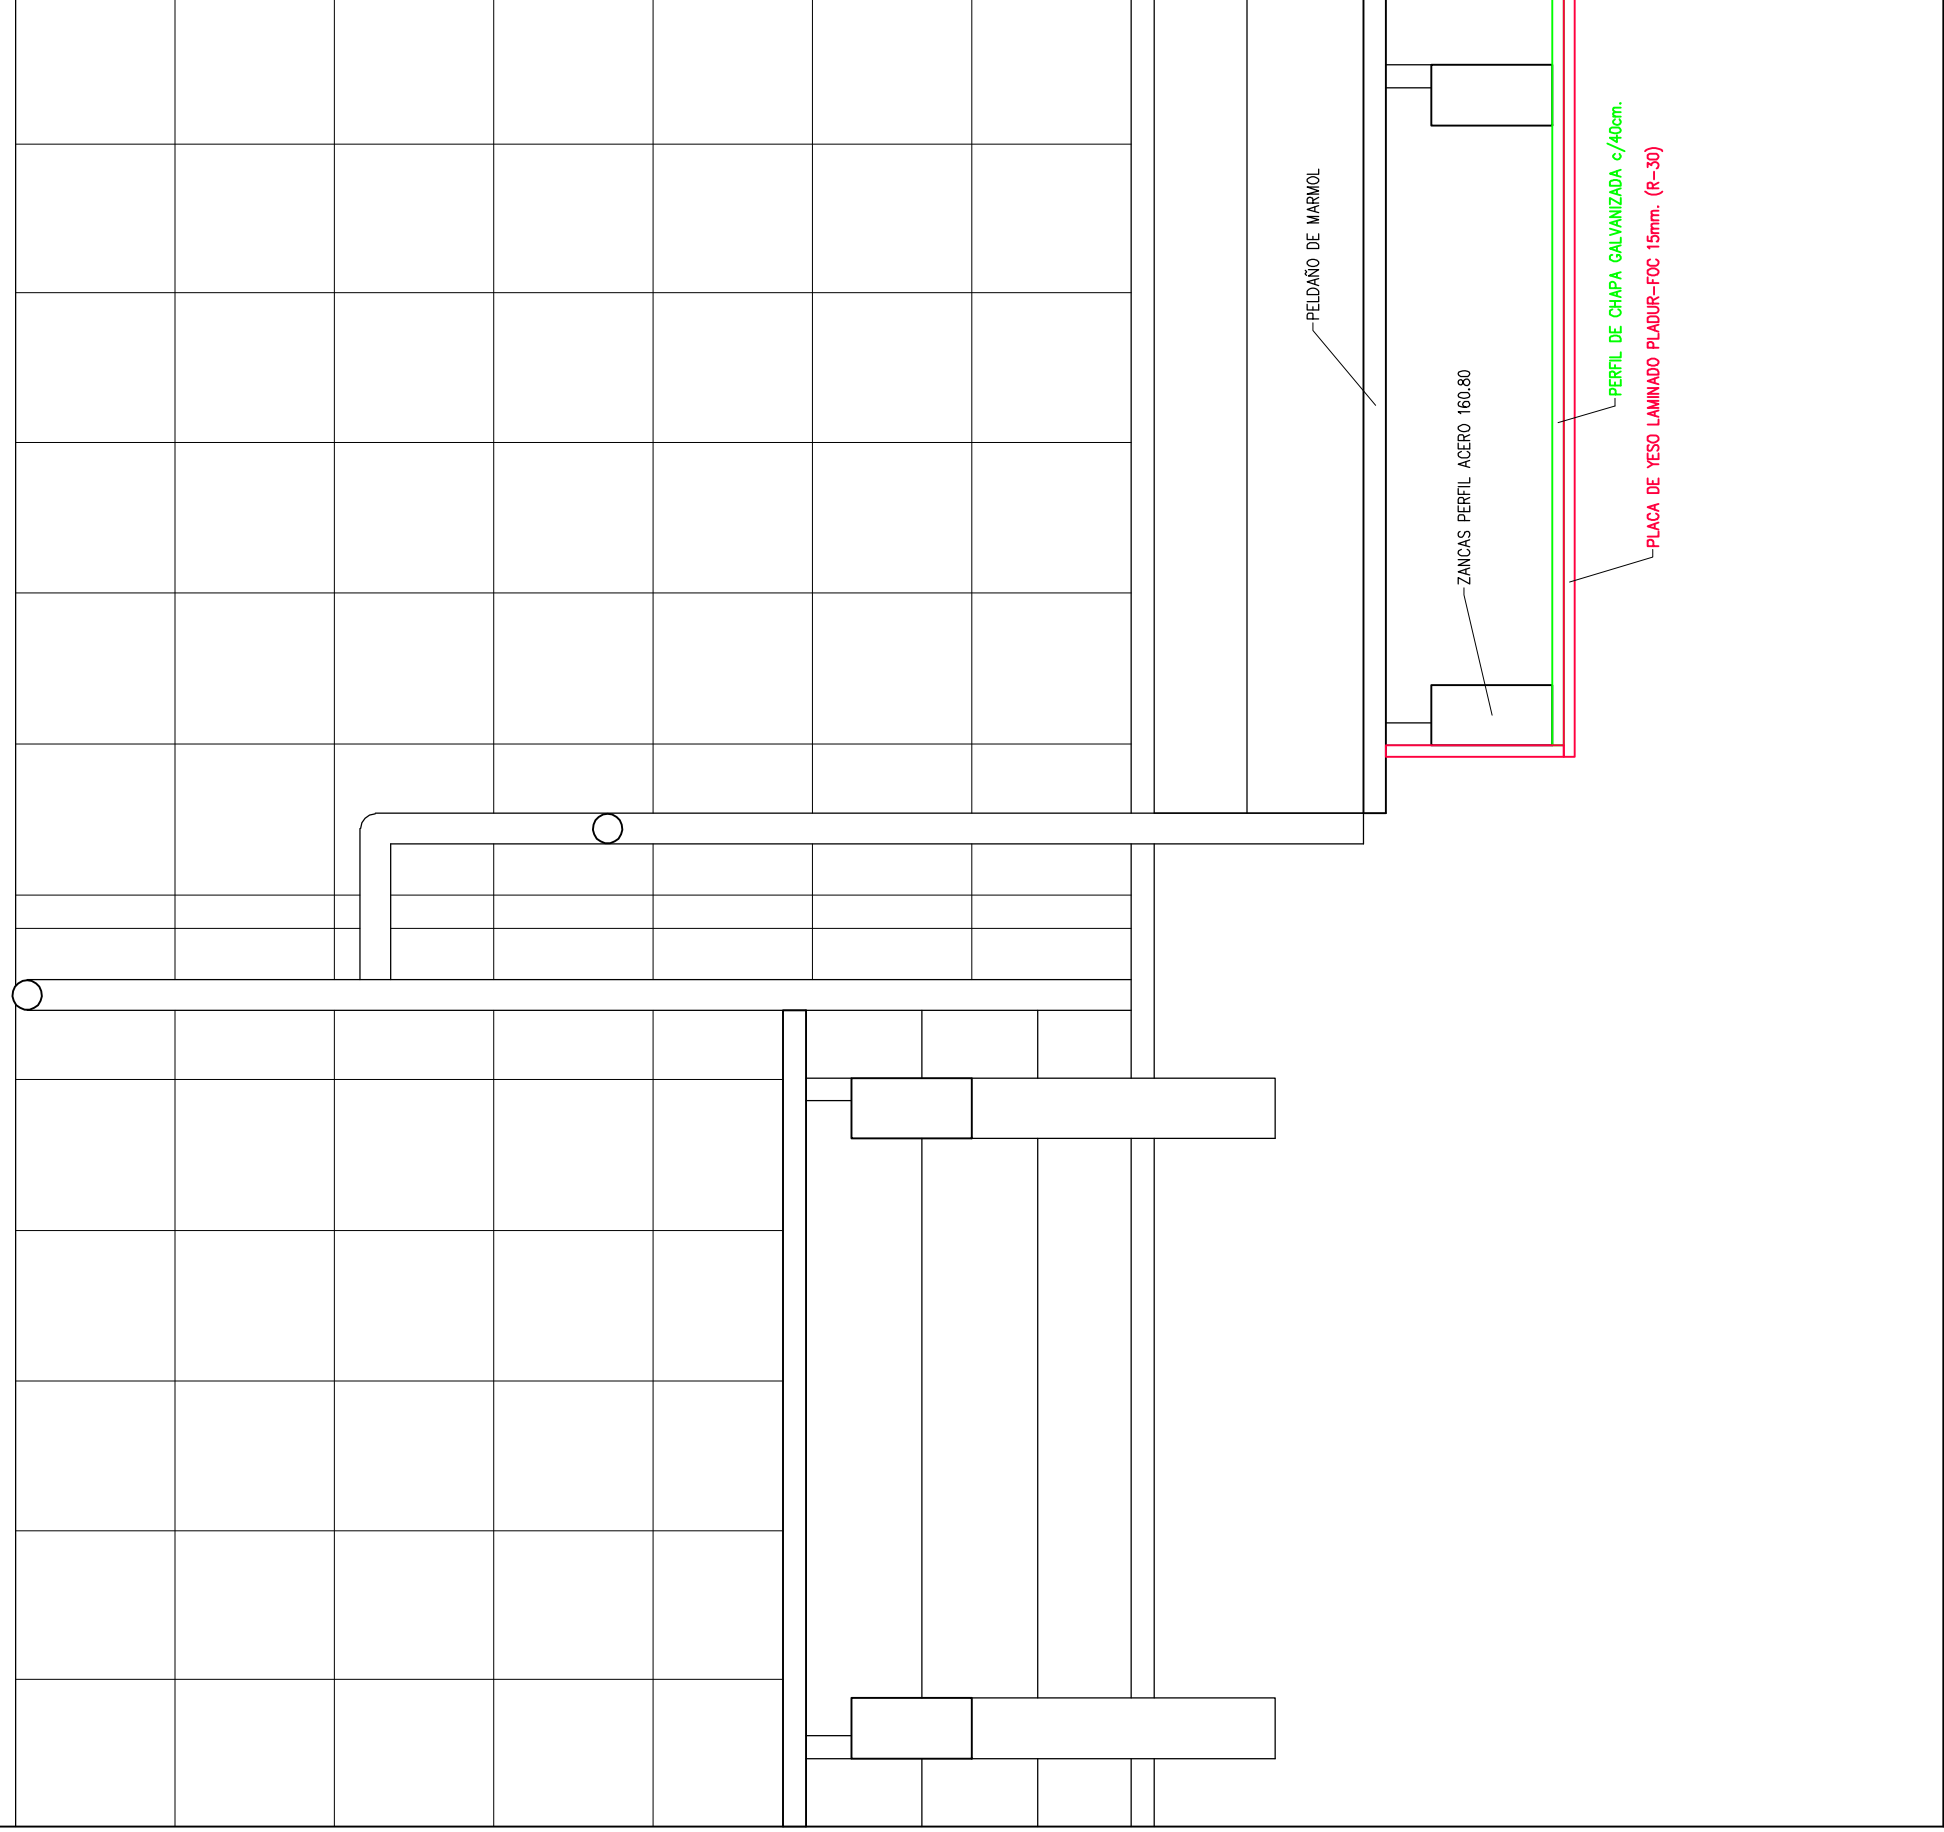 PELDAÑO DE MARMOL
ZANCAS PERFIL ACERO 160.80
PERFIL DE CHAPA GALVANIZADA c/40cm.
PLACA DE YESO LAMINADO PLADUR-FOC 15mm. (R-30)